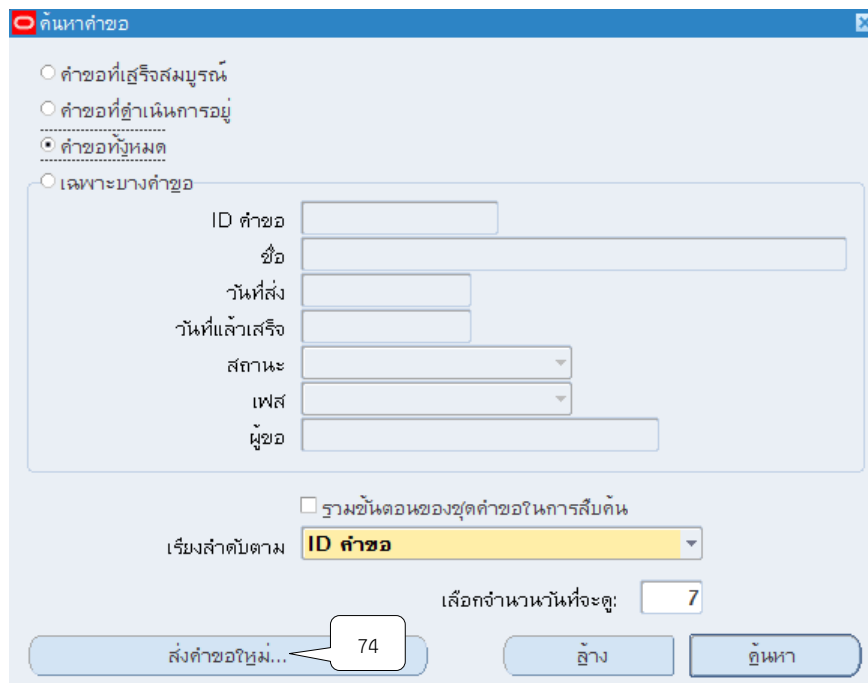 ค้นหาคำขอ
คำขอที่เสร็จสมบูรณ์
คำขอที่ดำเนินการอยู่
คำขอทั้งหมด
เฉพาะบางคำขอ
ID คำขอ
ชื่อ
วันที่ส่ง
วันที่แล้วเสร็จ
สถานะ
เฟส
ผู้ขอ
รวมขั้นตอนของชุดคำขอในการสืบค้น
เรียงลำดับตาม ID คำขอ
เลือกจำนวนวันที่จะดู: 7
ส่งคำขอใหม่... 74 ล้าง ค้นหา